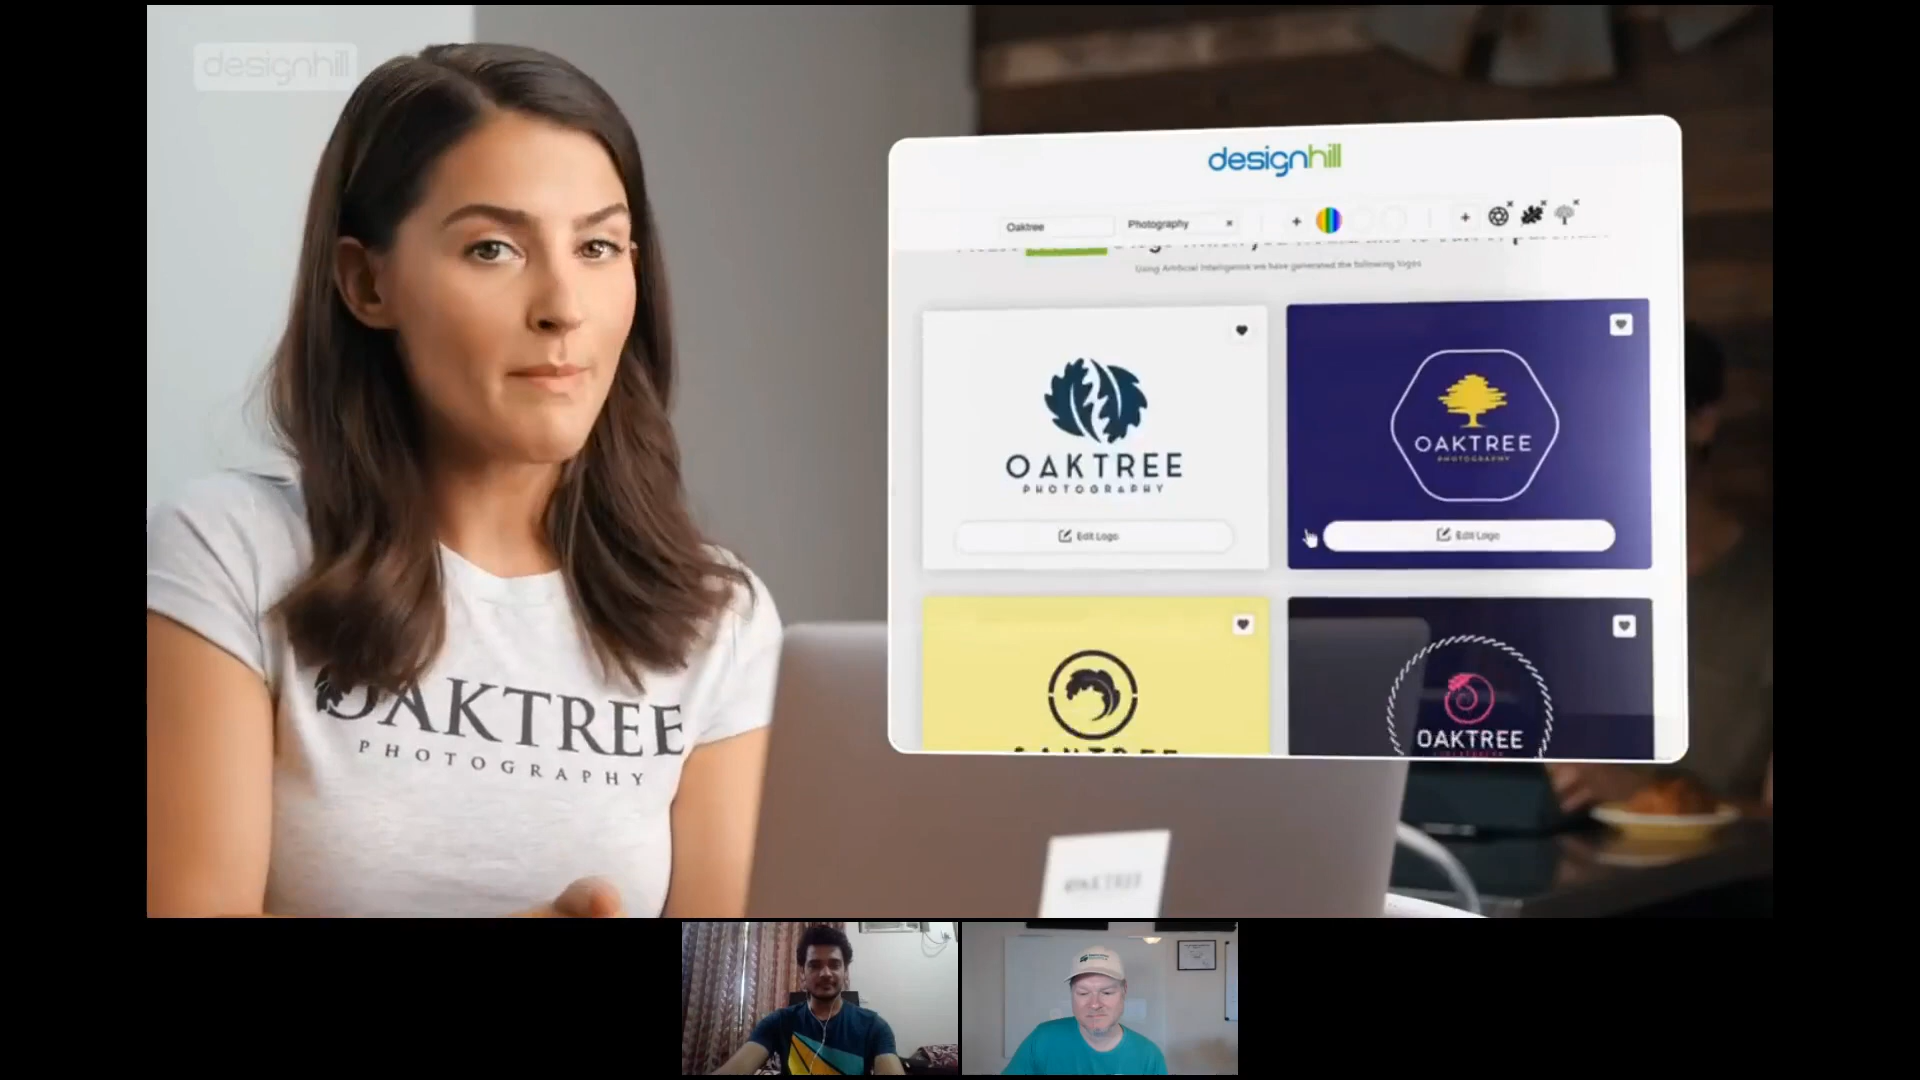 designhill
designhill
Oaktree
Photography
Using Artificial Intelligence we have generated the following logos
OAKTREE
PHOTOGRAPHY
Edit Logo
OAKTREE
PHOTOGRAPHY
Edit Logo
OAKTREE
OAKTREE
PHOTOGRAPHY
OAKTREE